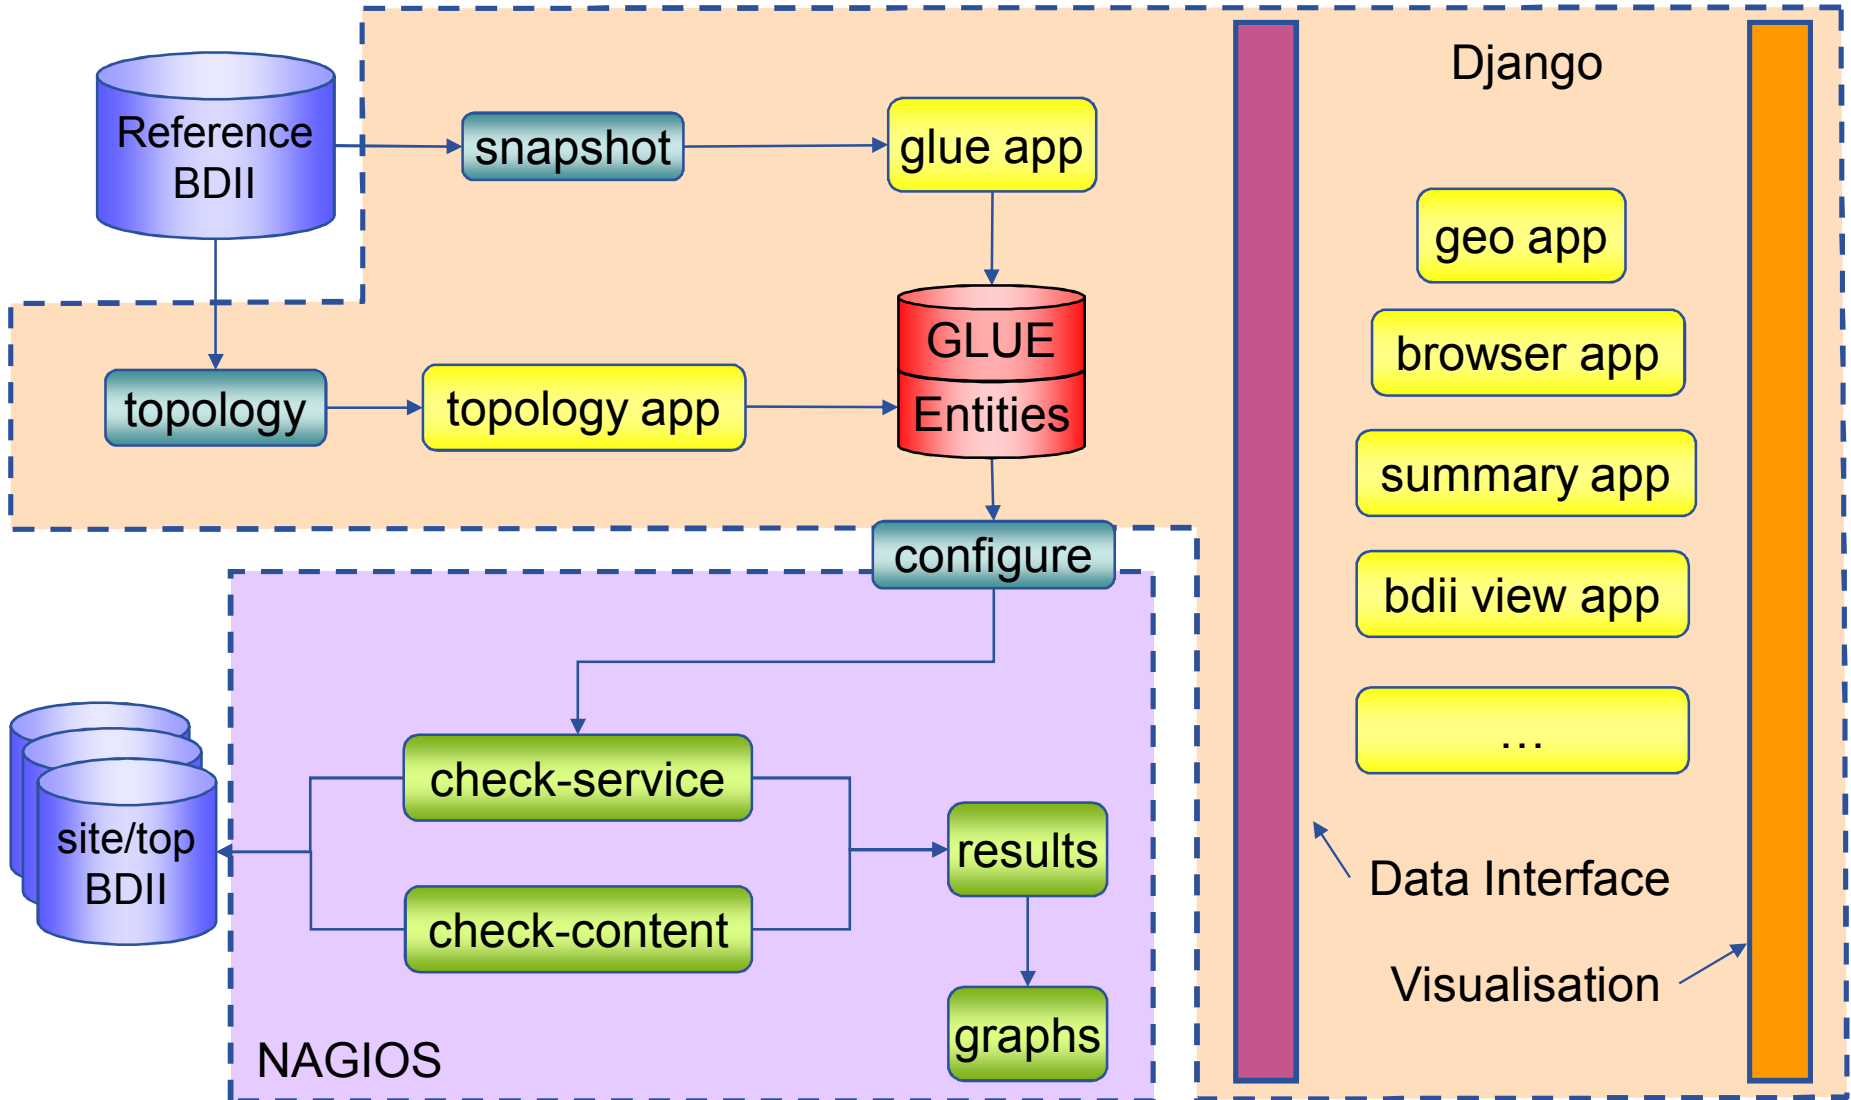 Django
Reference
BDII
snapshot
glue app
geo app
GLUE
Entities
browser app
topology
topology app
summary app
configure
bdii view app
...
check-service
site/top
BDII
results
Data Interface
check-content
Visualisation
graphs
NAGIOS